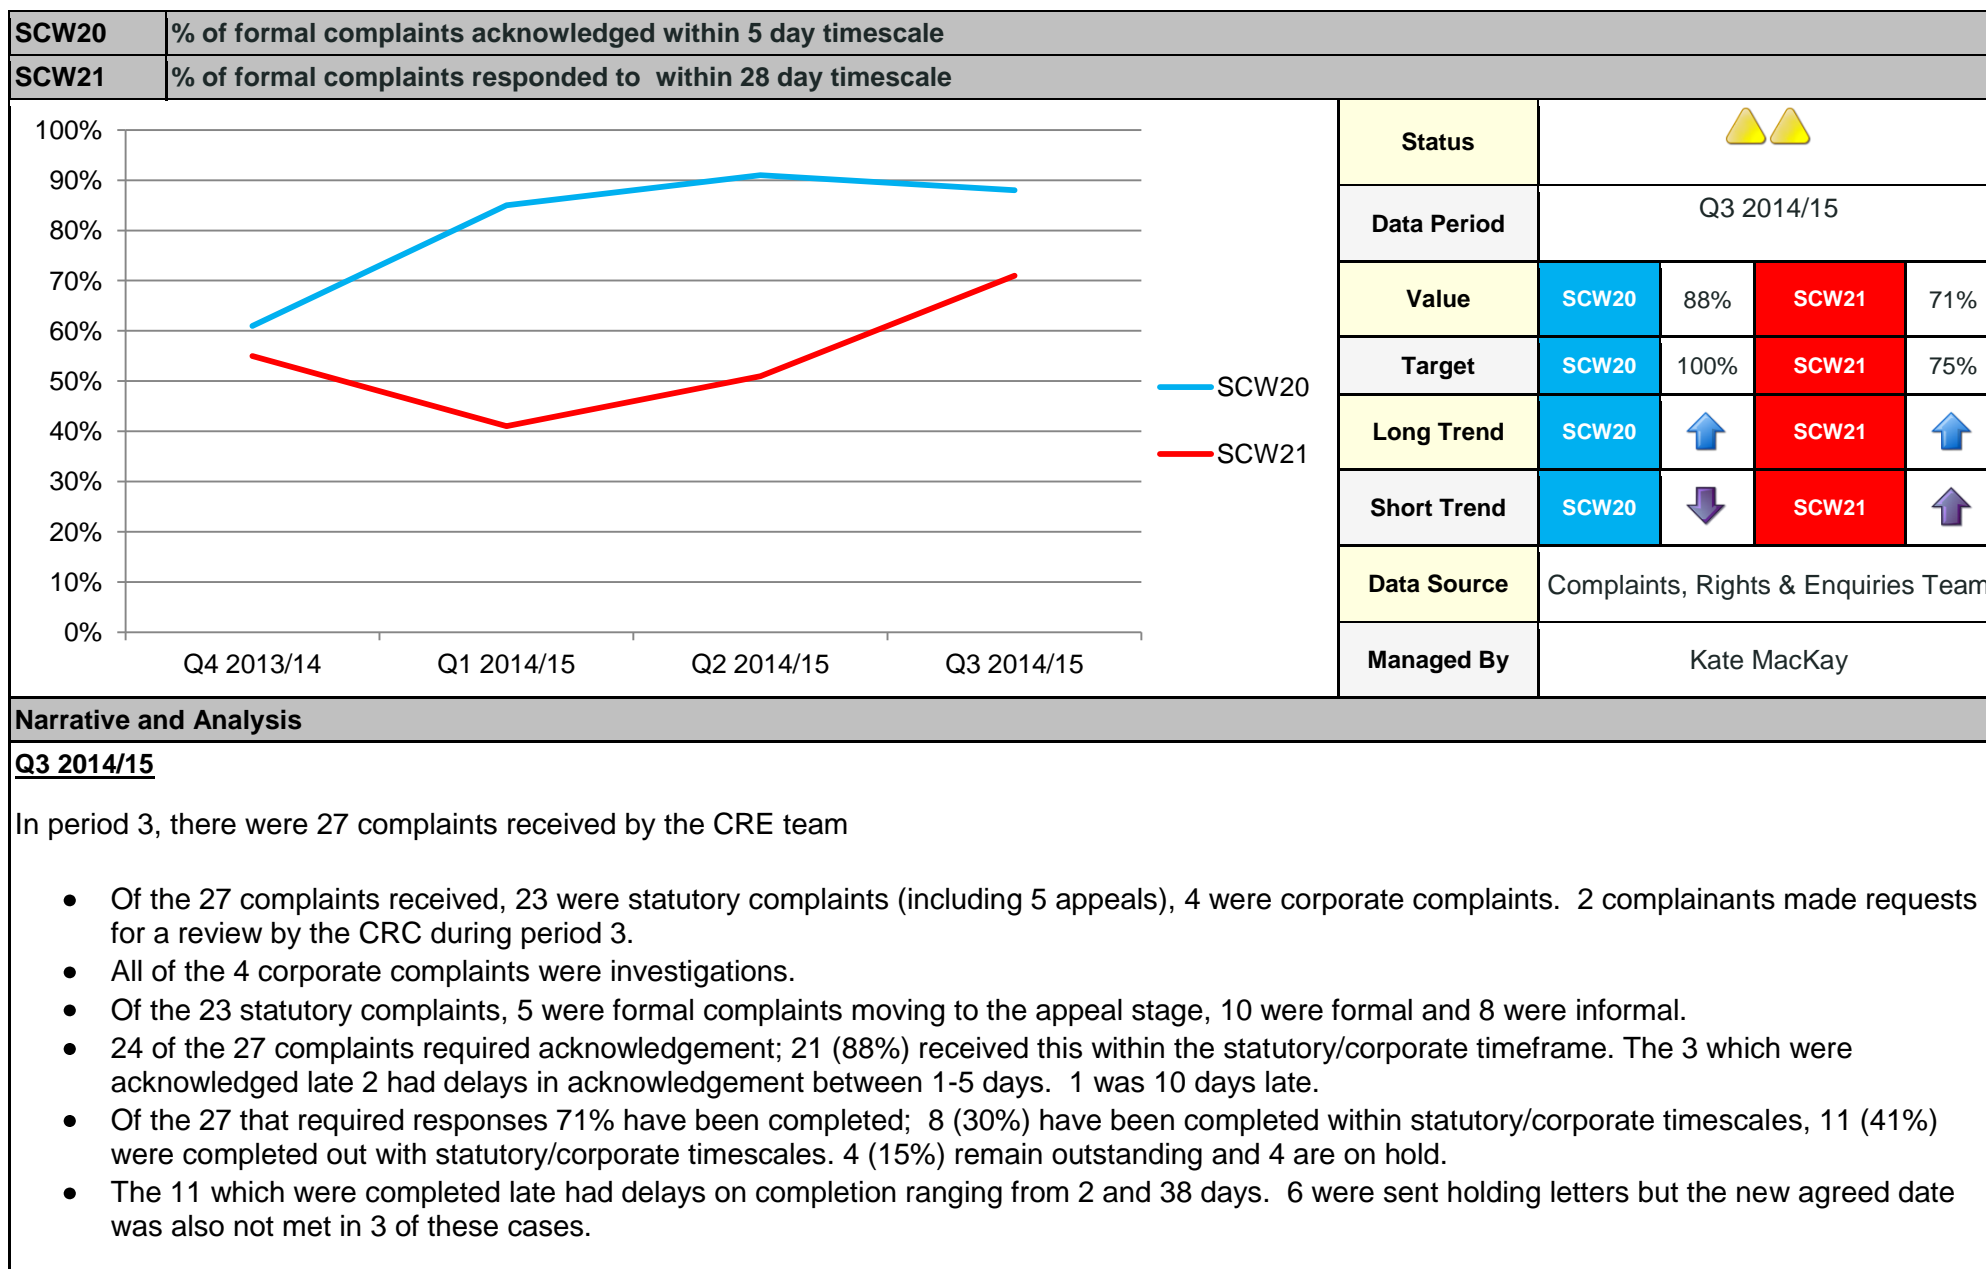 SCW20 % of formal complaints acknowledged within 5 day timescale
SCW21 % of formal complaints responded to  within 28 day timescale
100%
90%
80%
70%
60%
50%
40%
30%
20%
10%
0%
Q4 2013/14 Q1 2014/15 Q2 2014/15 Q3 2014/15
SCW20
SCW21
Status
Data Period Q3 2014/15
Value SCW20 88% SCW21 71%
Target SCW20 100% SCW21 75%
Long Trend SCW20 SCW21
Short Trend SCW20 SCW21
Data Source Complaints, Rights & Enquiries Team
Managed By Kate MacKay
Narrative and Analysis
Q3 2014/15
In period 3, there were 27 complaints received by the CRE team
• Of the 27 complaints received, 23 were statutory complaints (including 5 appeals), 4 were corporate complaints.  2 complainants made requests
for a review by the CRC during period 3.
• All of the 4 corporate complaints were investigations.
• Of the 23 statutory complaints, 5 were formal complaints moving to the appeal stage, 10 were formal and 8 were informal.
• 24 of the 27 complaints required acknowledgement; 21 (88%) received this within the statutory/corporate timeframe. The 3 which were
acknowledged late 2 had delays in acknowledgement between 1-5 days.  1 was 10 days late.
• Of the 27 that required responses 71% have been completed;  8 (30%) have been completed within statutory/corporate timescales, 11 (41%)
were completed out with statutory/corporate timescales. 4 (15%) remain outstanding and 4 are on hold.
• The 11 which were completed late had delays on completion ranging from 2 and 38 days.  6 were sent holding letters but the new agreed date
was also not met in 3 of these cases.